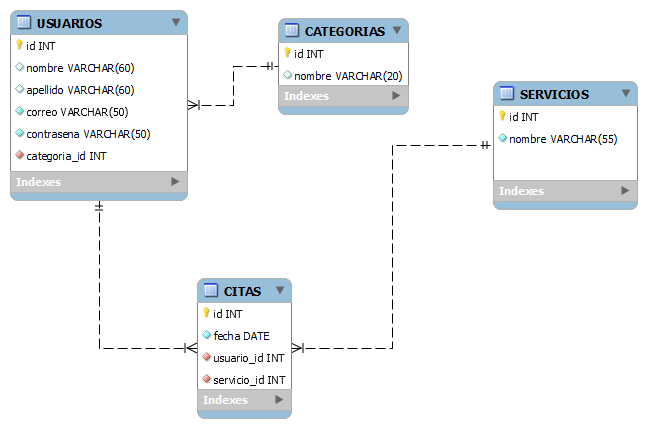 USUARIOS
id INT
nombre VARCHAR(60)
apellido VARCHAR(60)
correo VARCHAR(50)
contrasena VARCHAR(50)
categoria_id INT
Indexes
CATEGORIAS
id INT
nombre VARCHAR(20)
Indexes
SERVICIOS
id INT
nombre VARCHAR(55)
Indexes
CITAS
id INT
fecha DATE
usuario_id INT
servicio_id INT
Indexes